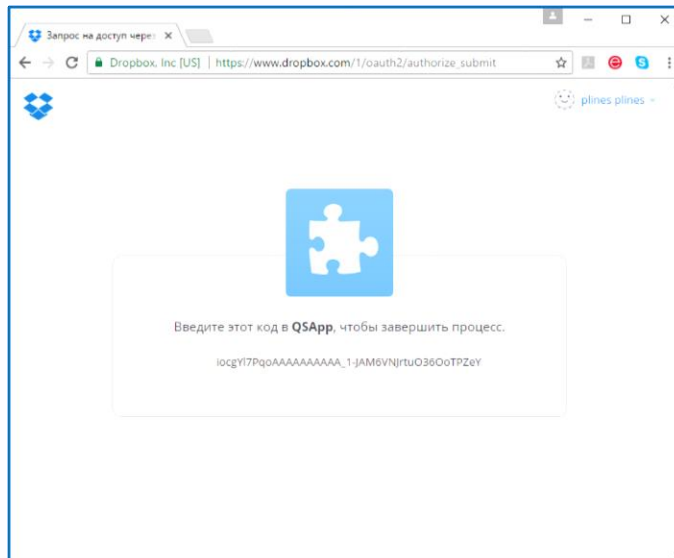 Запрос на доступ чере
Dropbox, Inc [US] | https://www.dropbox.com/1/oauth2/authorize_submit
plines plines
Введите этот код в QSApp, чтобы завершить процесс.
iocgYl7PqoAAAAAAAAAA_1-JAM6VNJrtuO36OoTPZeY